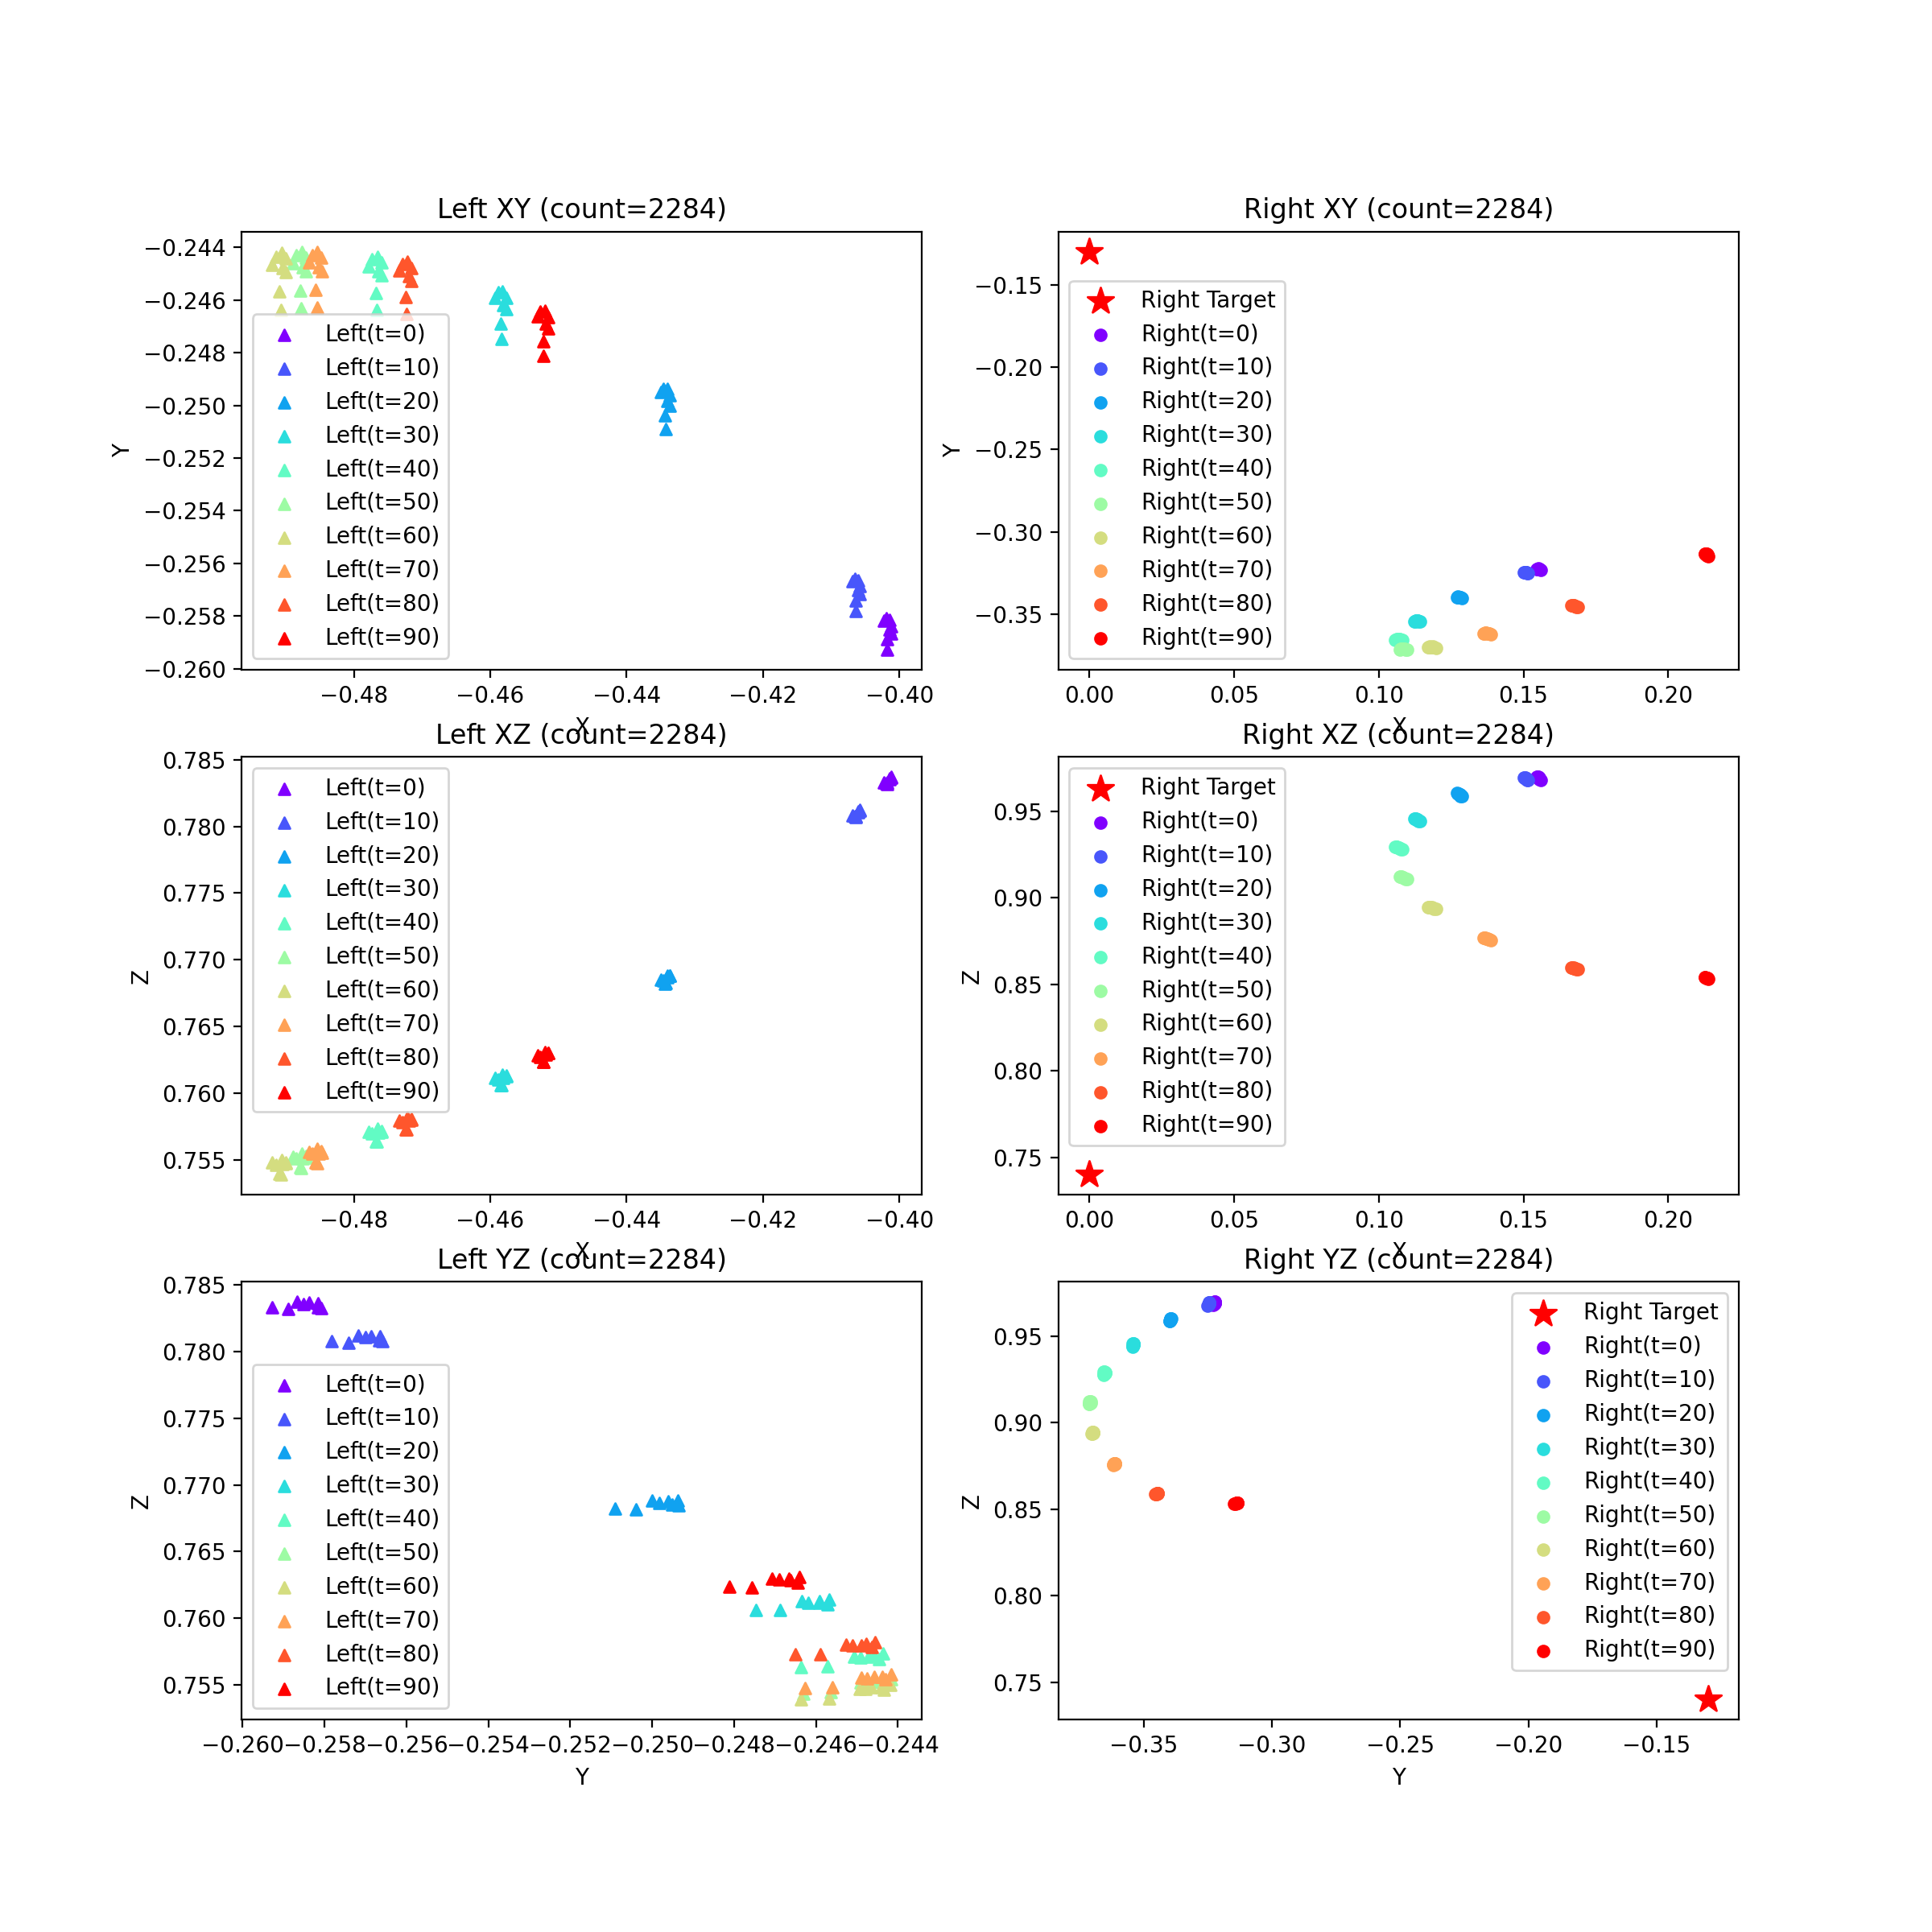 Left XY (count=2284)
−0.244
−0.246
−0.248
−0.250
−0.252
−0.254
−0.256
−0.258
−0.260
Y
Left(t=0)
Left(t=10)
Left(t=20)
Left(t=30)
Left(t=40)
Left(t=50)
Left(t=60)
Left(t=70)
Left(t=80)
Left(t=90)
−0.48 −0.46 −0.44 −0.42 −0.40
X
Right XY (count=2284)
−0.15
−0.20
−0.25
−0.30
−0.35
Y
Right Target
Right(t=0)
Right(t=10)
Right(t=20)
Right(t=30)
Right(t=40)
Right(t=50)
Right(t=60)
Right(t=70)
Right(t=80)
Right(t=90)
0.00 0.05 0.10 0.15 0.20
X
Left XZ (count=2284)
0.785
0.780
0.775
0.770
0.765
0.760
0.755
Z
Left(t=0)
Left(t=10)
Left(t=20)
Left(t=30)
Left(t=40)
Left(t=50)
Left(t=60)
Left(t=70)
Left(t=80)
Left(t=90)
−0.48 −0.46 −0.44 −0.42 −0.40
X
Right XZ (count=2284)
0.95
0.90
0.85
0.80
0.75
Z
Right Target
Right(t=0)
Right(t=10)
Right(t=20)
Right(t=30)
Right(t=40)
Right(t=50)
Right(t=60)
Right(t=70)
Right(t=80)
Right(t=90)
0.00 0.05 0.10 0.15 0.20
X
Left YZ (count=2284)
0.785
0.780
0.775
0.770
0.765
0.760
0.755
Z
Left(t=0)
Left(t=10)
Left(t=20)
Left(t=30)
Left(t=40)
Left(t=50)
Left(t=60)
Left(t=70)
Left(t=80)
Left(t=90)
−0.260 −0.258 −0.256 −0.254 −0.252 −0.250 −0.248 −0.246 −0.244
Y
Right YZ (count=2284)
0.95
0.90
0.85
0.80
0.75
Z
Right Target
Right(t=0)
Right(t=10)
Right(t=20)
Right(t=30)
Right(t=40)
Right(t=50)
Right(t=60)
Right(t=70)
Right(t=80)
Right(t=90)
−0.35 −0.30 −0.25 −0.20 −0.15
Y